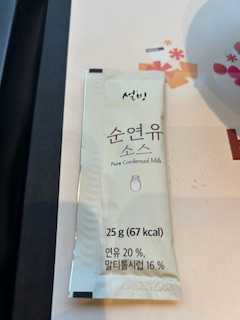 설빙
순연유
소스
Pure Condensed Milk
25 g (67 kcal)
연유 20 %,
말티톨시럽 16 %